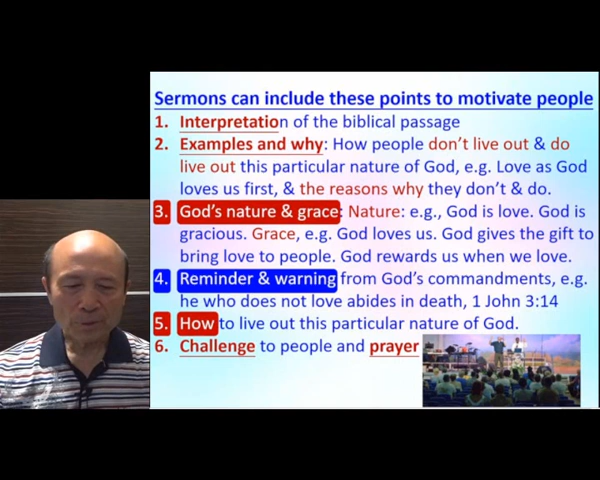 Sermons can include these points to motivate people
1. Interpretation of the biblical passage
2. Examples and why: How people don't live out & do
live out this particular nature of God, e.g. Love as God
loves us first, & the reasons why they don't & do.
3. God's nature & grace: Nature: e.g., God is love. God is
gracious. Grace, e.g. God loves us. God gives the gift to
bring love to people. God rewards us when we love.
4. Reminder & warning from God's commandments, e.g.
he who does not love abides in death, 1 John 3:14
5. How to live out this particular nature of God.
6. Challenge to people and prayer